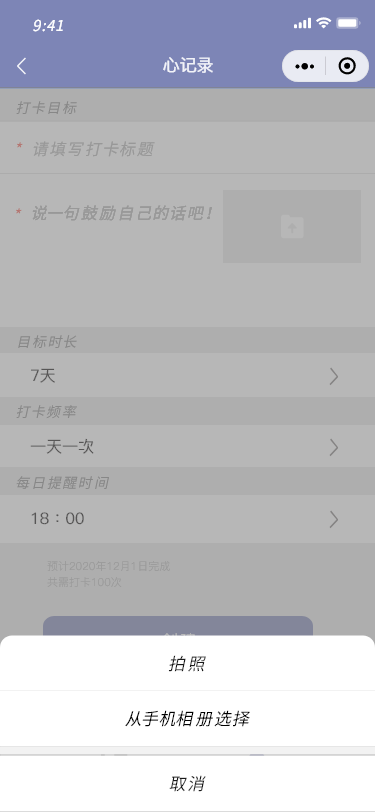 9:41
心记录
打卡目标
* 请填写打卡标题
* 说一句鼓励自己的话吧！
目标时长
7天
打卡频率
一天一次
每日提醒时间
18：00
预计2020年12月1日完成
共需打卡100次
拍照
从手机相册选择
取消